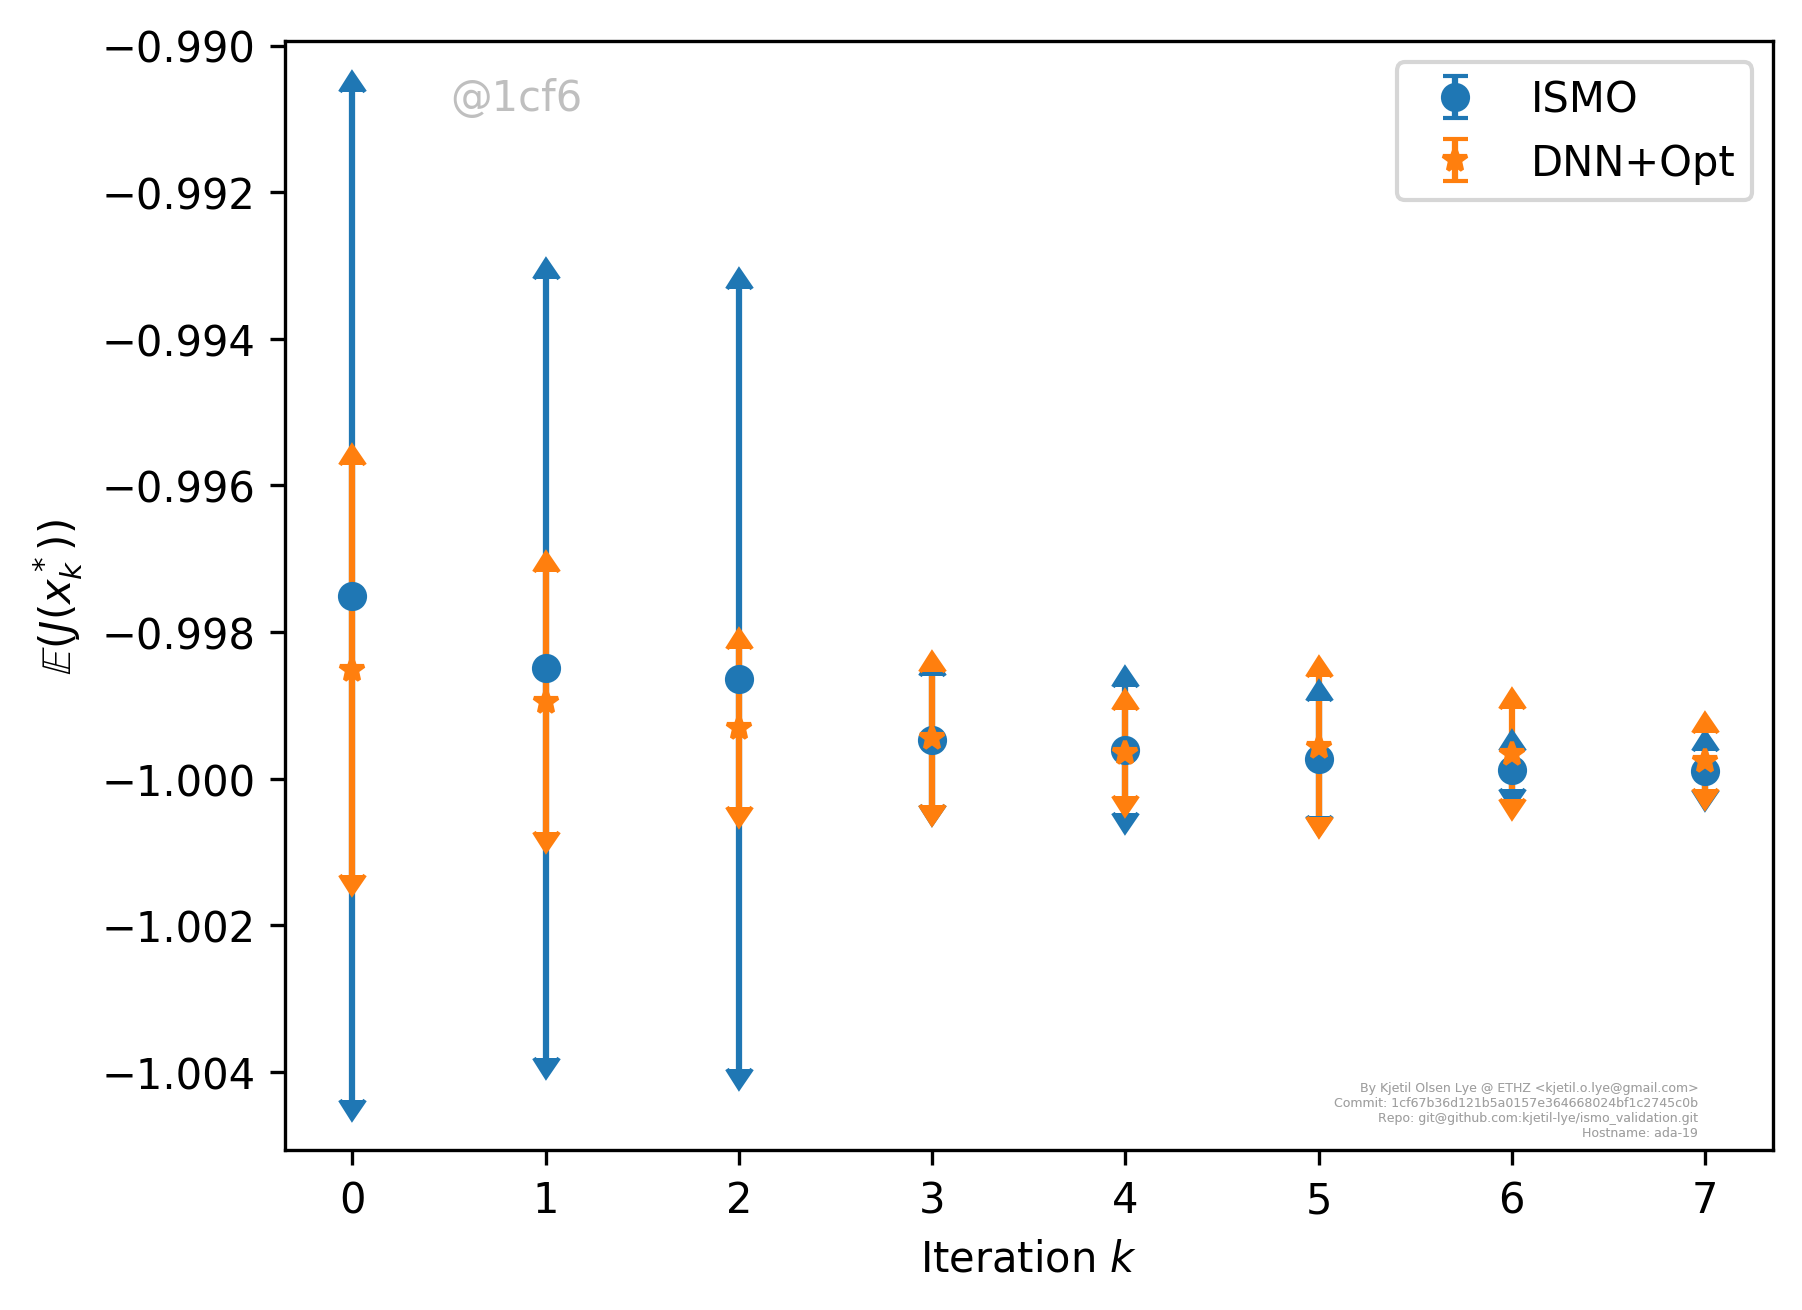 −0.990
−0.992
−0.994
−0.996
−0.998
−1.000
−1.002
−1.004
𝔼(J(x*k))
@1cf6
ISMO
DNN+Opt
By Kjetil Olsen Lye @ ETHZ <kjetil.o.lye@gmail.com>
Commit: 1cf67b36d121b5a0157e364668024bf1c2745c0b
Repo: git@github.com:kjetil-lye/ismo_validation.git
Hostname: ada-19
0 1 2 3 4 5 6 7
Iteration k